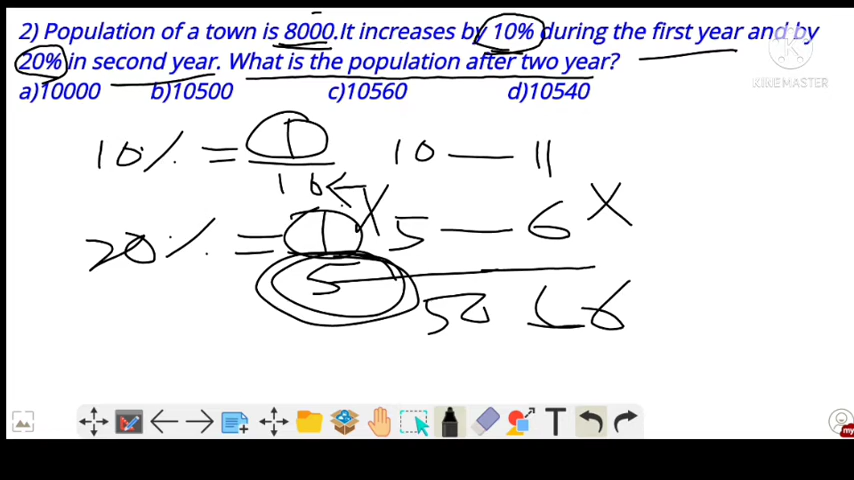 2) Population of a town is 8000.It increases by 10% during the first year and by
20% in second year. What is the population after two year?
a)10000 b)10500 c)10560 d)10540
KINEMASTER
10% = 1/10 10 — 11
20% = 1/5 5 — 6
50 66
my